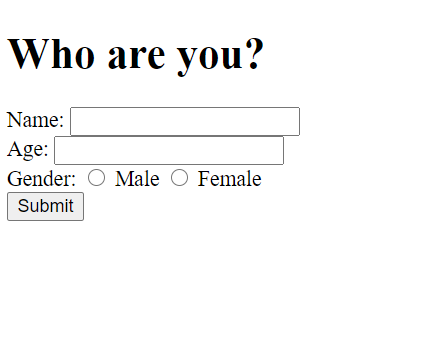 Who are you?
Name:
Age:
Gender: Male Female
Submit